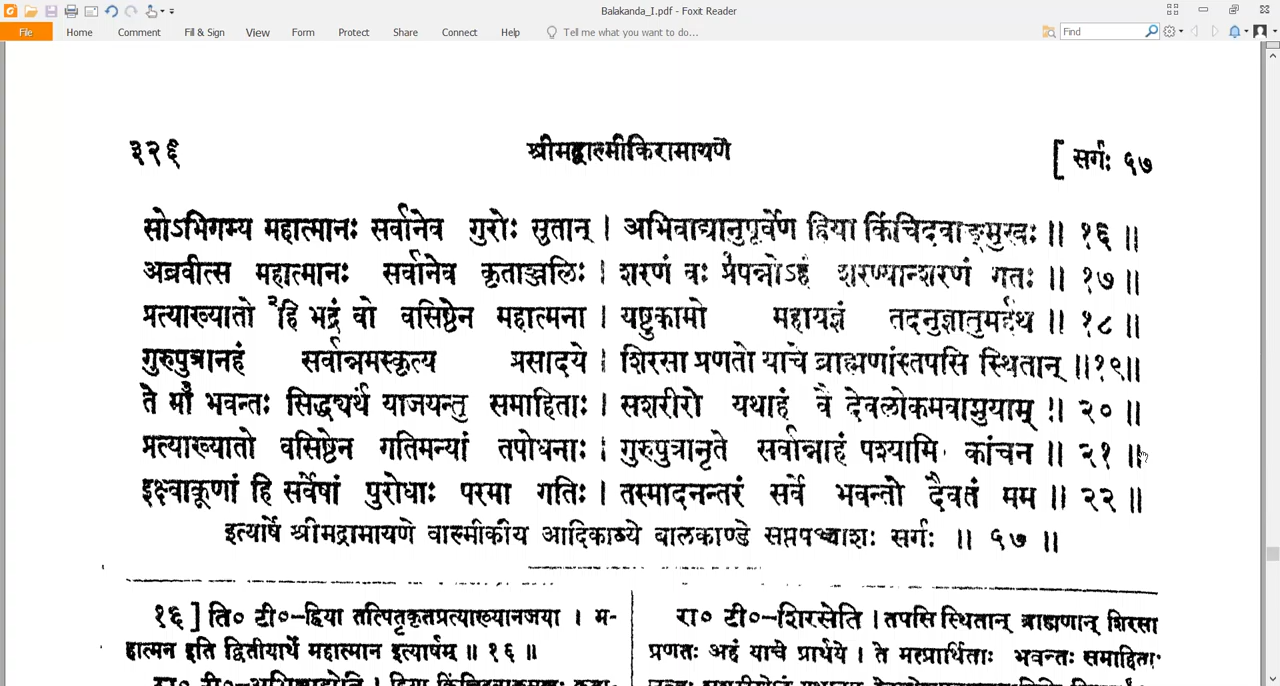 Balakanda_I.pdf - Foxit Reader
File Home Comment Fill & Sign View Form Protect Share Connect Help Tell me what you want to do... Find
३२६ श्रीमद्वाल्मीकिरामायणे [ सर्गः ५७
सोऽभिगम्य महात्मानः सर्वानेव गुरोः सुतान् । अभिवाद्यानुपूर्वेण ह्रिया किंचिदवाङ्मुखः ॥ १६ ॥
अब्रवीत्स महात्मानः सर्वानेव कृताञ्जलिः । शरणं वः प्रपन्नोऽहं शरण्यान्शरणं गतः ॥ १७ ॥
प्रत्याख्यातो २हि भद्रं वो वसिष्ठेन महात्मना । यष्टुकामो महायज्ञं तदनुज्ञातुमर्हथ ॥ १८ ॥
गुरुपुत्रानहं सर्वान्नमस्कृत्य प्रसादये । शिरसा प्रणतो याचे ब्राह्मणांस्तपसि स्थितान् ॥१९॥
ते मां भवन्तः सिद्ध्यर्थं याजयन्तु समाहिताः । सशरीरो यथाहं वै देवलोकमवाप्नुयाम् ॥ २० ॥
प्रत्याख्यातो वसिष्ठेन गतिमन्यां तपोधनाः । गुरुपुत्रानृते सर्वान्नाहं पश्यामि कांचन ॥ २१ ॥
इक्ष्वाकूणां हि सर्वेषां पुरोधाः परमा गतिः । तस्मादनन्तरं सर्वे भवन्तो दैवतं मम ॥ २२ ॥
इत्यार्षे श्रीमद्रामायणे वाल्मीकीय आदिकाव्ये बालकाण्डे सप्तपञ्चाशः सर्गः ॥ ५७ ॥
१६ ] ति० टी०-ह्रिया तत्पितृकृतप्रत्याख्यानजया । म-
हात्मन इति द्वितीयार्थे महात्मान इत्यार्षम् ॥ १६ ॥
रा० टी०-शिरसेति । तपसि स्थितान् ब्राह्मणान् शिरसा
प्रणतः अहं याचे प्रार्थये । ते मत्प्रार्थिताः भवन्तः समाहिताः